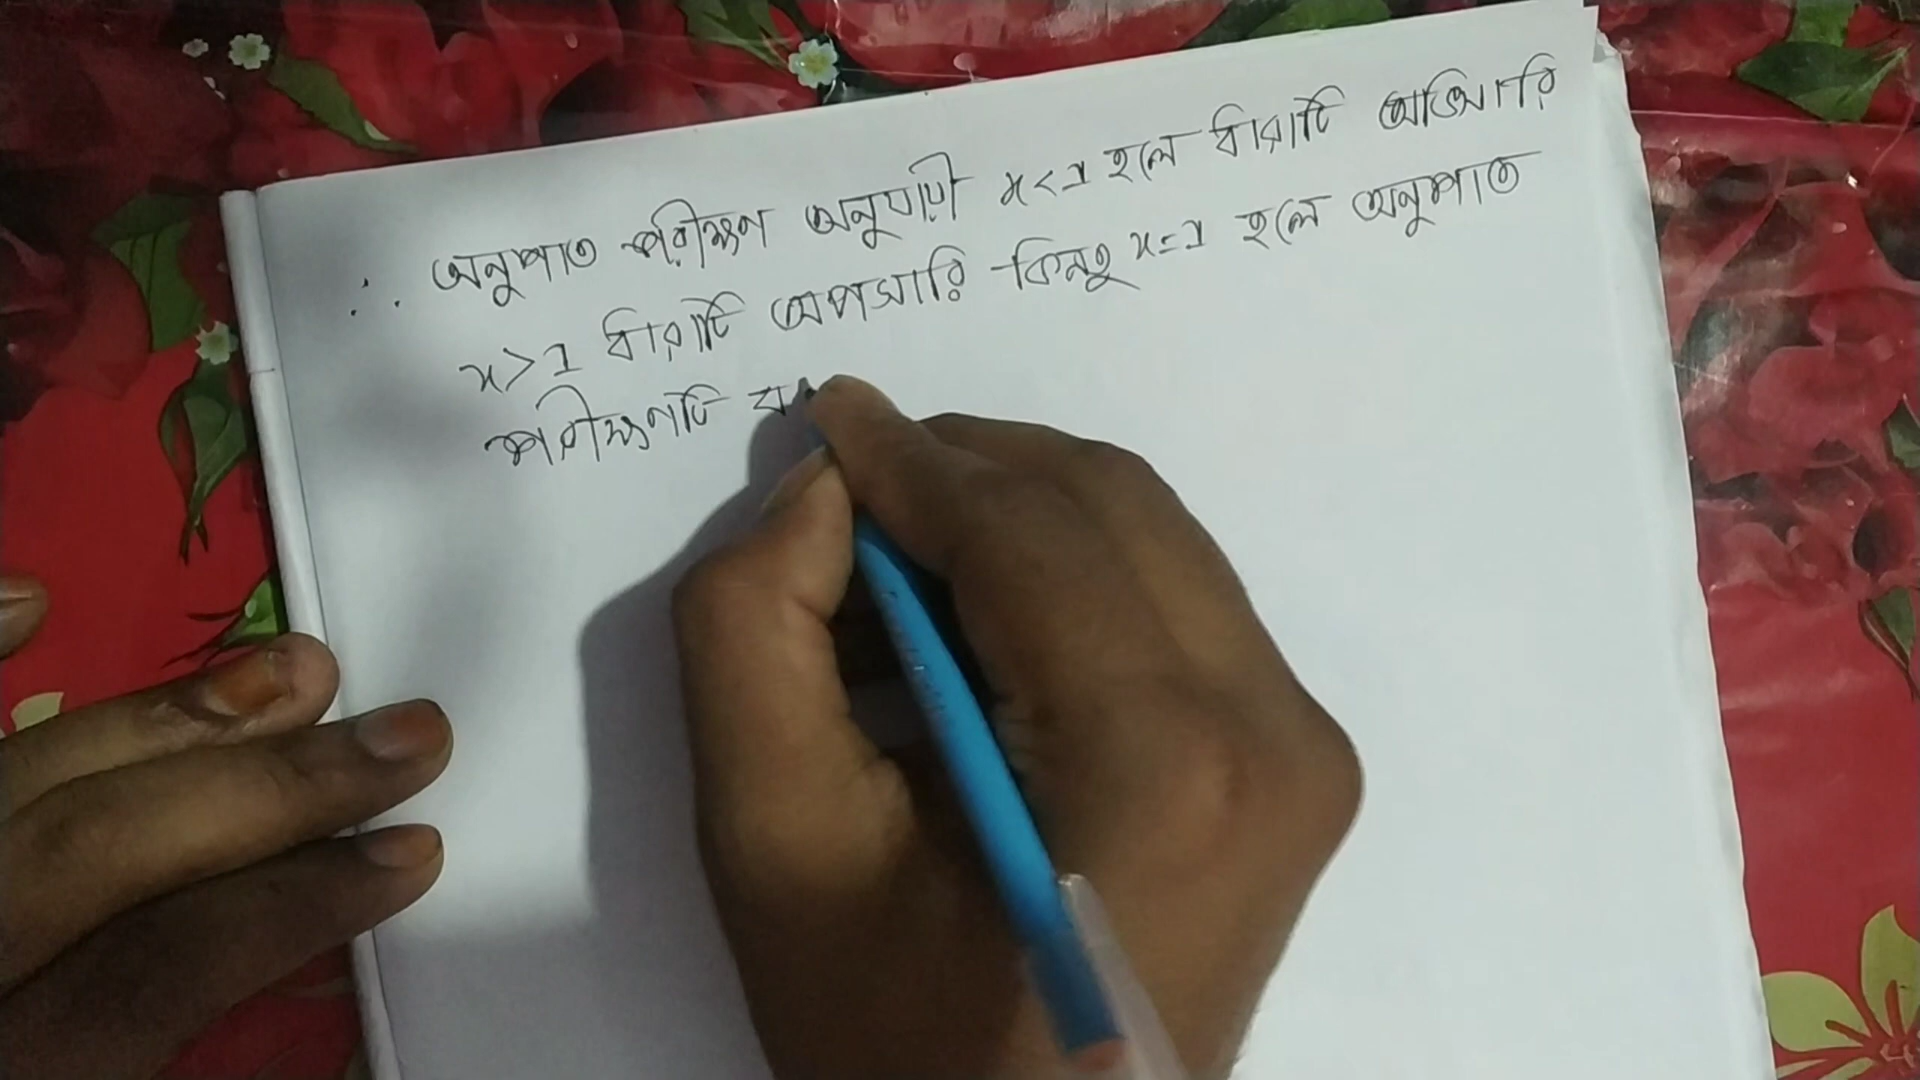 ∴ অনুপাত পরীক্ষণ অনুযায়ী x<1 হলে ধারাটি অভিসারি
x>1 ধারাটি অপসারি কিন্তু x=1 হলে অনুপাত
পরীক্ষণটি